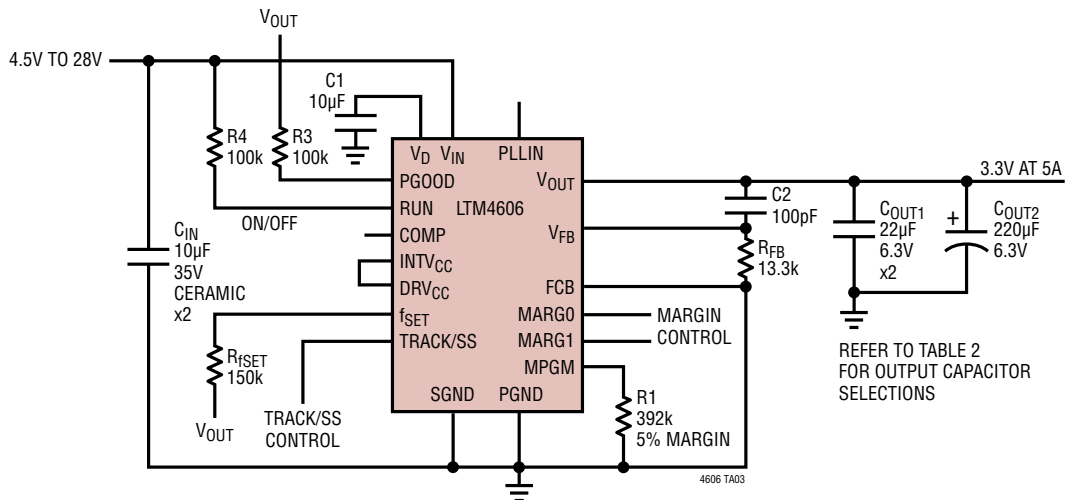 VOUT
4.5V TO 28V
C1
10µF
R4
100k
R3
100k
VD
VIN
PLLIN
PGOOD
VOUT
3.3V AT 5A
RUN
LTM4606
ON/OFF
C2
100pF
COMP
VFB
CIN
10µF
35V
CERAMIC
x2
INTVCC
DRVCC
RFB
13.3k
COUT1
22µF
6.3V
x2
+
COUT2
220µF
6.3V
FCB
fSET
MARG0
MARG1
MARGIN
CONTROL
TRACK/SS
MPGM
RfSET
150k
REFER TO TABLE 2
FOR OUTPUT CAPACITOR
SELECTIONS
SGND
PGND
R1
392k
5% MARGIN
VOUT
TRACK/SS
CONTROL
4606 TA03